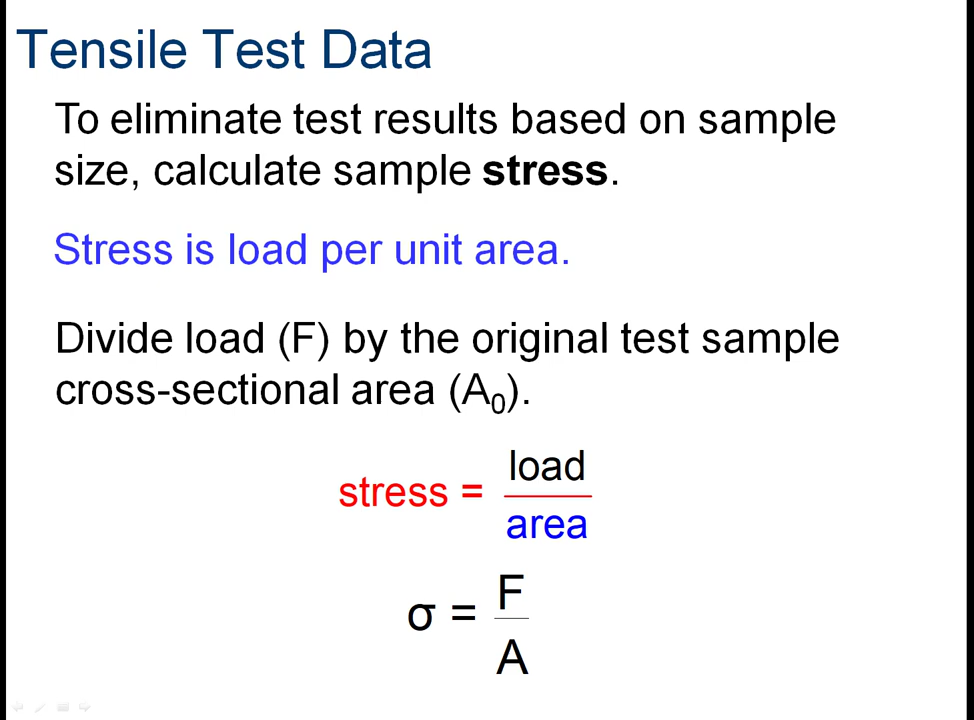 Tensile Test Data
To eliminate test results based on sample
size, calculate sample stress.
Stress is load per unit area.
Divide load (F) by the original test sample
cross-sectional area (A₀).
stress = load
area
σ = F
A